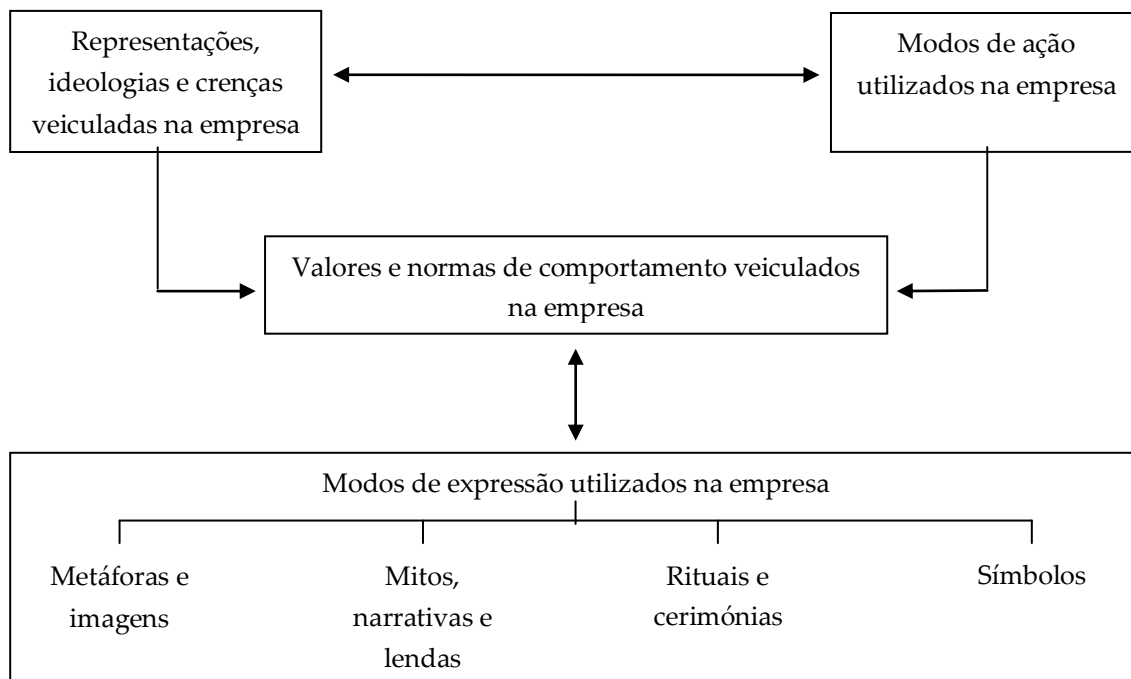 Representações,
ideologias e crenças
veiculadas na empresa
Modos de ação
utilizados na empresa
Valores e normas de comportamento veiculados
na empresa
Modos de expressão utilizados na empresa
Metáforas e
imagens
Mitos,
narrativas e
lendas
Rituais e
cerimónias
Símbolos